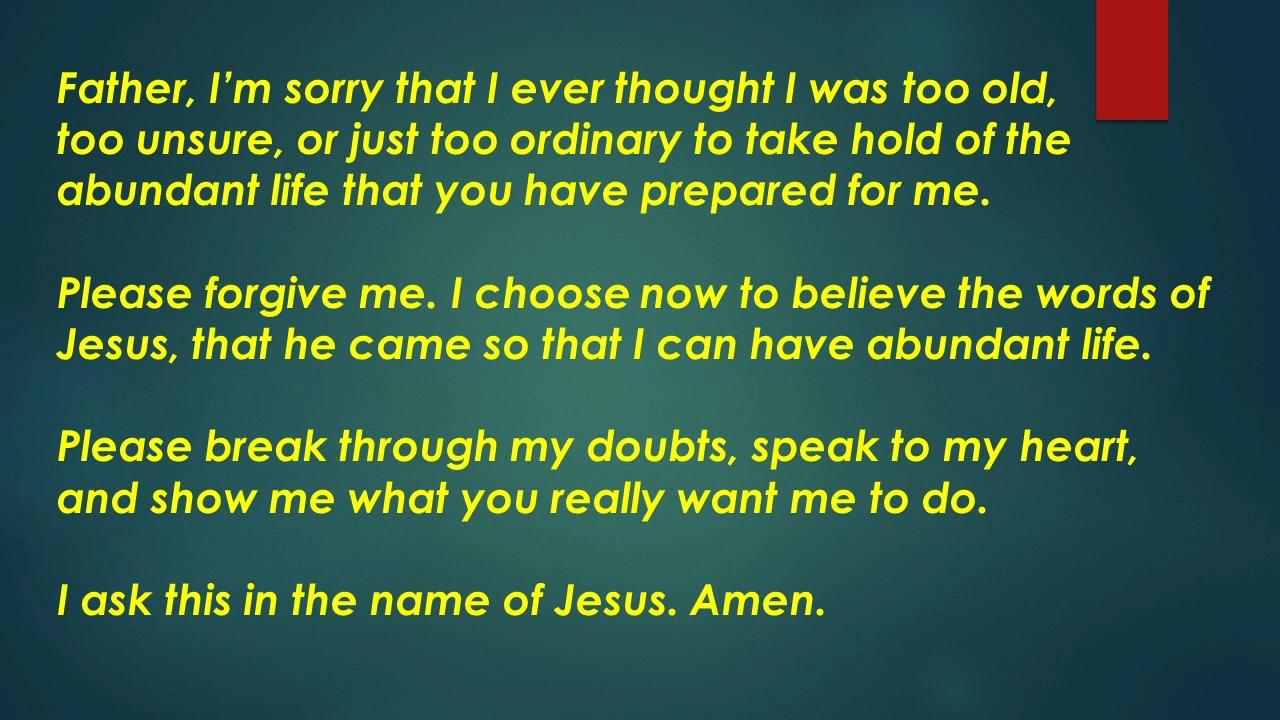 Father, I’m sorry that I ever thought I was too old,
too unsure, or just too ordinary to take hold of the
abundant life that you have prepared for me.
Please forgive me. I choose now to believe the words of
Jesus, that he came so that I can have abundant life.
Please break through my doubts, speak to my heart,
and show me what you really want me to do.
I ask this in the name of Jesus. Amen.